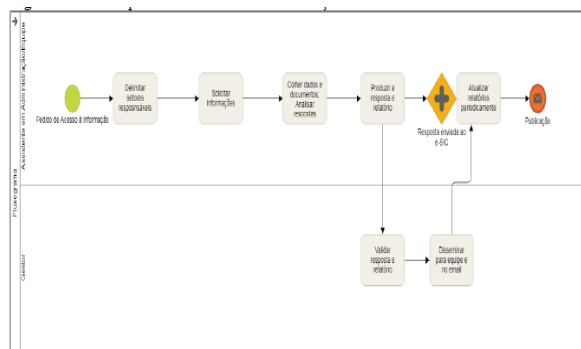 Fluxograma
Assistente em Administração/Equipe
Gestor
Pedido de Acesso à Informação
Delimitar
setores
responsáveis
Solicitar
Informações
Colher dados e
documentos;
Analisar
respostas
Produzir a
resposta e
relatório
Resposta enviada ao
e-SIC
Atualizar
relatórios
periodicamente
Publicação
Validar
resposta e
relatório
Disseminar
para equipe e
no email